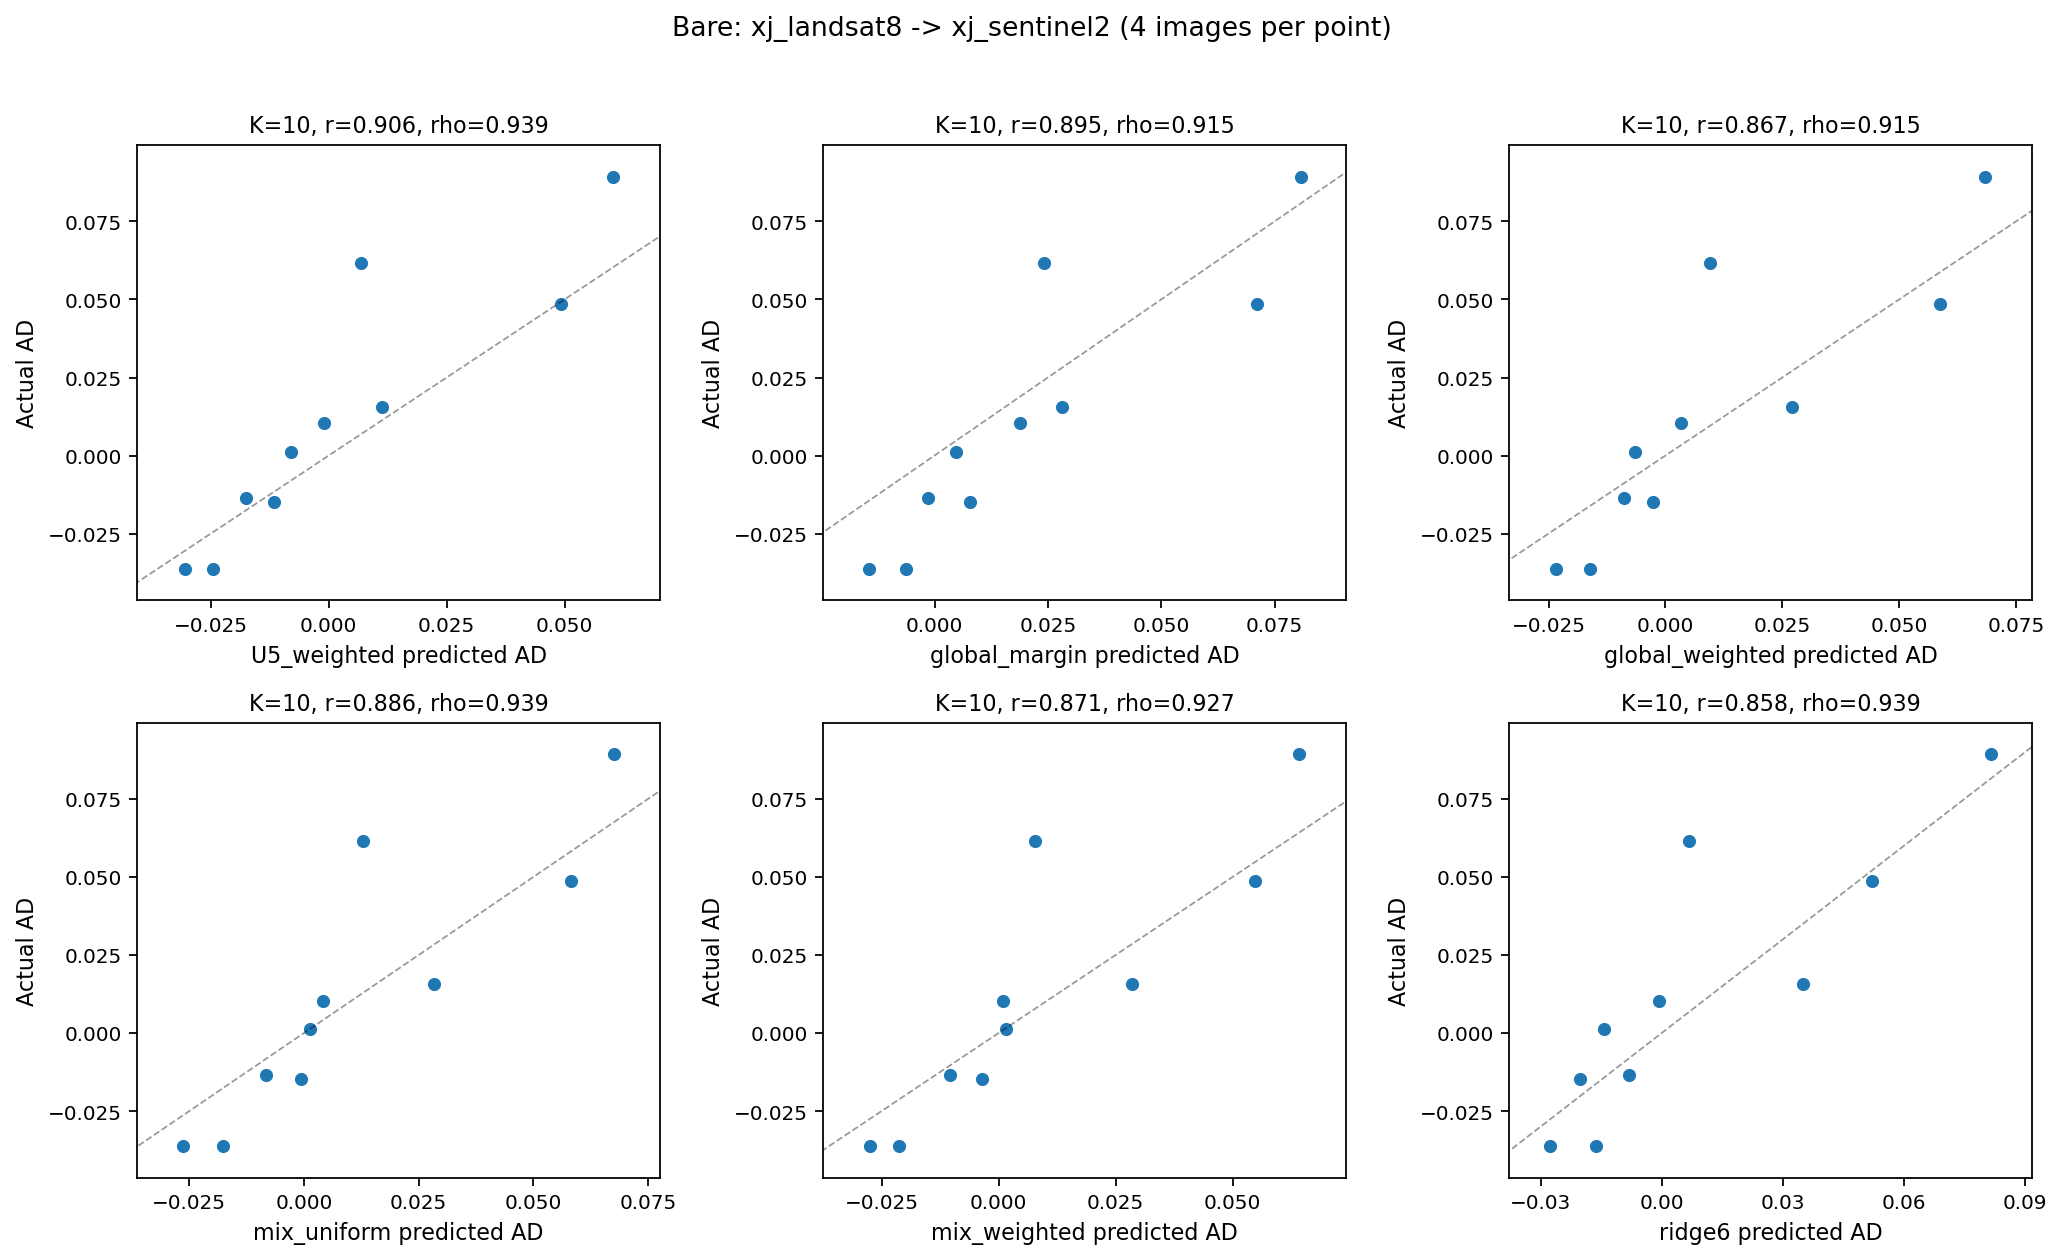 Bare: xj_landsat8 -> xj_sentinel2 (4 images per point)
K=10, r=0.906, rho=0.939
0.075
0.050
0.025
0.000
−0.025
Actual AD
−0.025 0.000 0.025 0.050
U5_weighted predicted AD
K=10, r=0.895, rho=0.915
0.075
0.050
0.025
0.000
−0.025
Actual AD
0.000 0.025 0.050 0.075
global_margin predicted AD
K=10, r=0.867, rho=0.915
0.075
0.050
0.025
0.000
−0.025
Actual AD
−0.025 0.000 0.025 0.050 0.075
global_weighted predicted AD
K=10, r=0.886, rho=0.939
0.075
0.050
0.025
0.000
−0.025
Actual AD
−0.025 0.000 0.025 0.050 0.075
mix_uniform predicted AD
K=10, r=0.871, rho=0.927
0.075
0.050
0.025
0.000
−0.025
Actual AD
−0.025 0.000 0.025 0.050
mix_weighted predicted AD
K=10, r=0.858, rho=0.939
0.075
0.050
0.025
0.000
−0.025
Actual AD
−0.03 0.00 0.03 0.06 0.09
ridge6 predicted AD